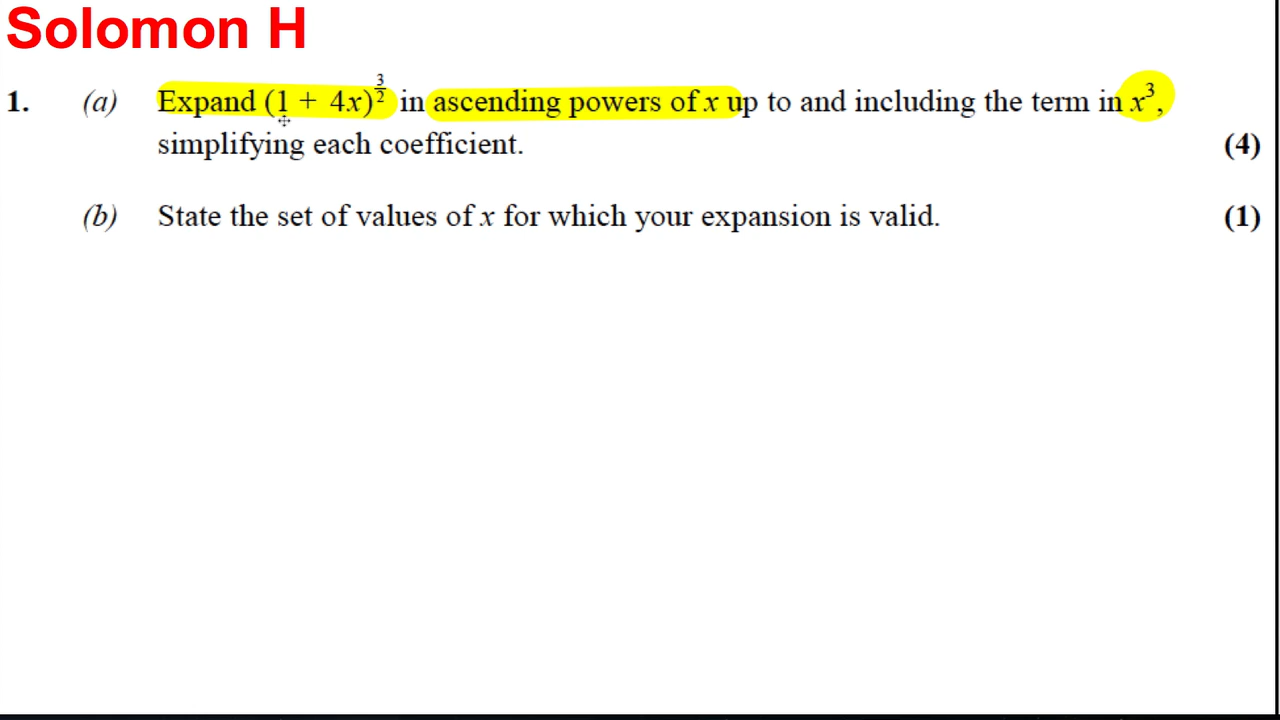 Solomon H
1. (a) Expand (1 + 4x)^{3/2} in ascending powers of x up to and including the term in x³,
simplifying each coefficient. (4)
(b) State the set of values of x for which your expansion is valid. (1)